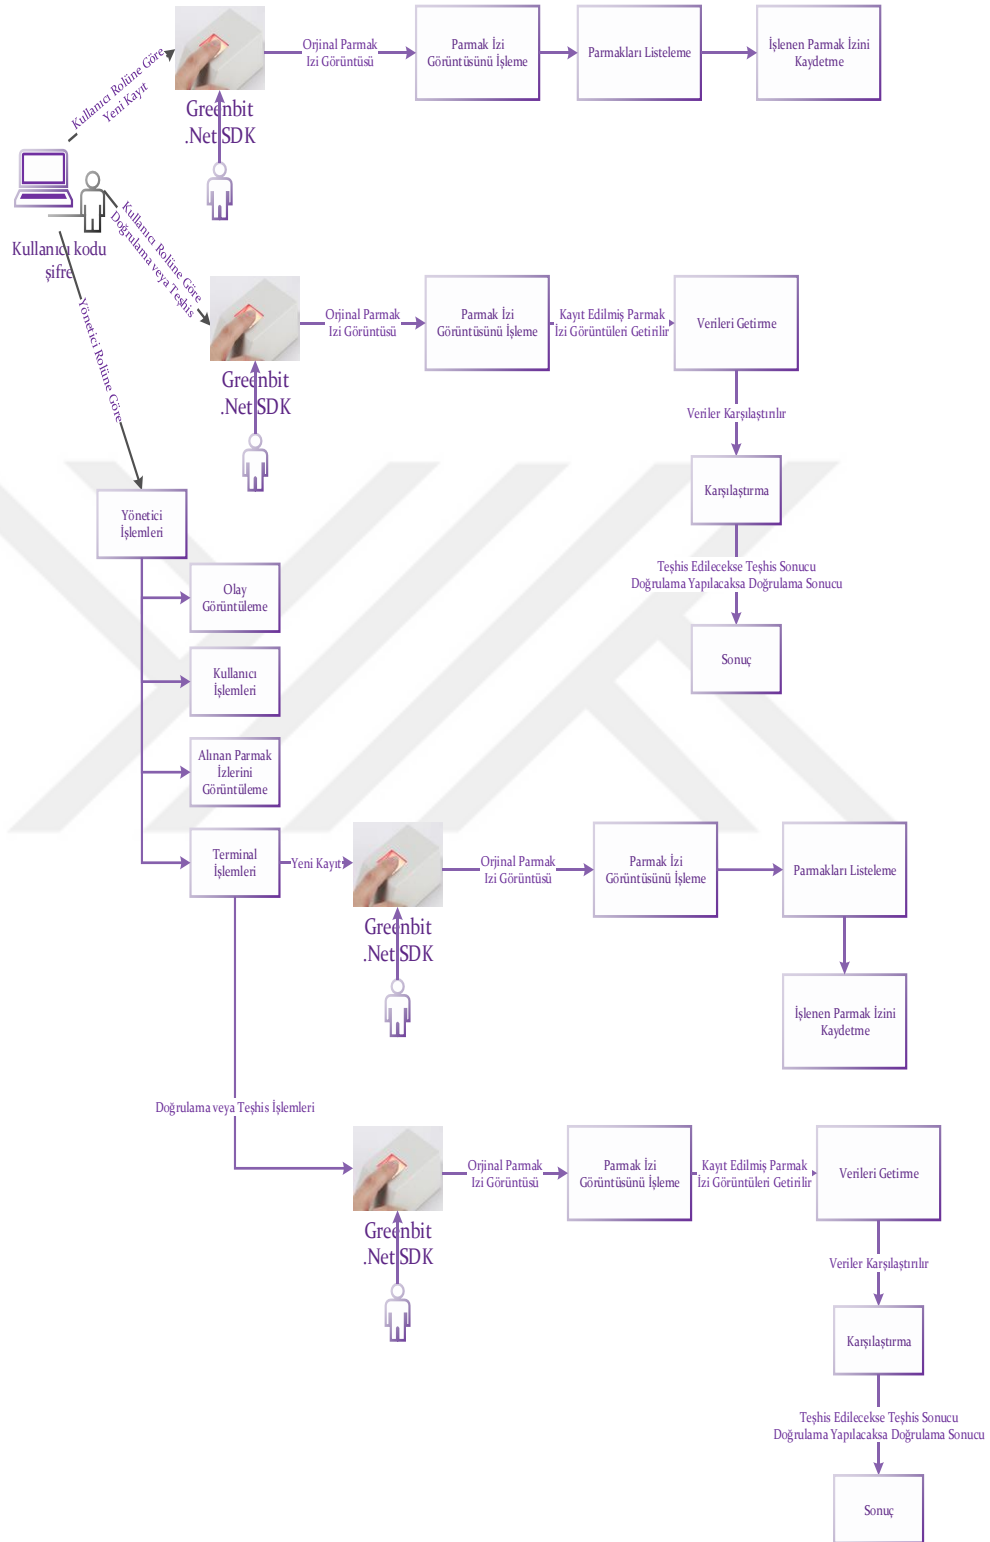 Kullanıcı Rolüne Göre
Yeni Kayıt
Greenbit
.Net SDK
Orjinal Parmak
Izi Görüntüsü
Parmak İzi
Görüntüsünü İşleme
Parmakları Listeleme
İşlenen Parmak İzini
Kaydetme
Kullanıcı kodu
şifre
Kullanıcı Rolüne Göre
Doğrulama veya Teşhis
Greenbit
.Net SDK
Orjinal Parmak
Izi Görüntüsü
Parmak İzi
Görüntüsünü İşleme
Kayıt Edilmiş Parmak
İzi Görüntüleri Getirilir
Verileri Getirme
Veriler Karşılaştırılır
Karşılaştırma
Teşhis Edilecekse Teşhis Sonucu
Doğrulama Yapılacaksa Doğrulama Sonucu
Sonuç
Yönetici Rolüne Göre
Yönetici
İşlemleri
Olay
Görüntüleme
Kullanıcı
İşlemleri
Alınan Parmak
İzlerini
Görüntüleme
Terminal
İşlemleri
Yeni Kayıt
Greenbit
.Net SDK
Orjinal Parmak
Izi Görüntüsü
Parmak İzi
Görüntüsünü İşleme
Parmakları Listeleme
İşlenen Parmak İzini
Kaydetme
Doğrulama veya Teşhis İşlemleri
Greenbit
.Net SDK
Orjinal Parmak
Izi Görüntüsü
Parmak İzi
Görüntüsünü İşleme
Kayıt Edilmiş Parmak
İzi Görüntüleri Getirilir
Verileri Getirme
Veriler Karşılaştırılır
Karşılaştırma
Teşhis Edilecekse Teşhis Sonucu
Doğrulama Yapılacaksa Doğrulama Sonucu
Sonuç